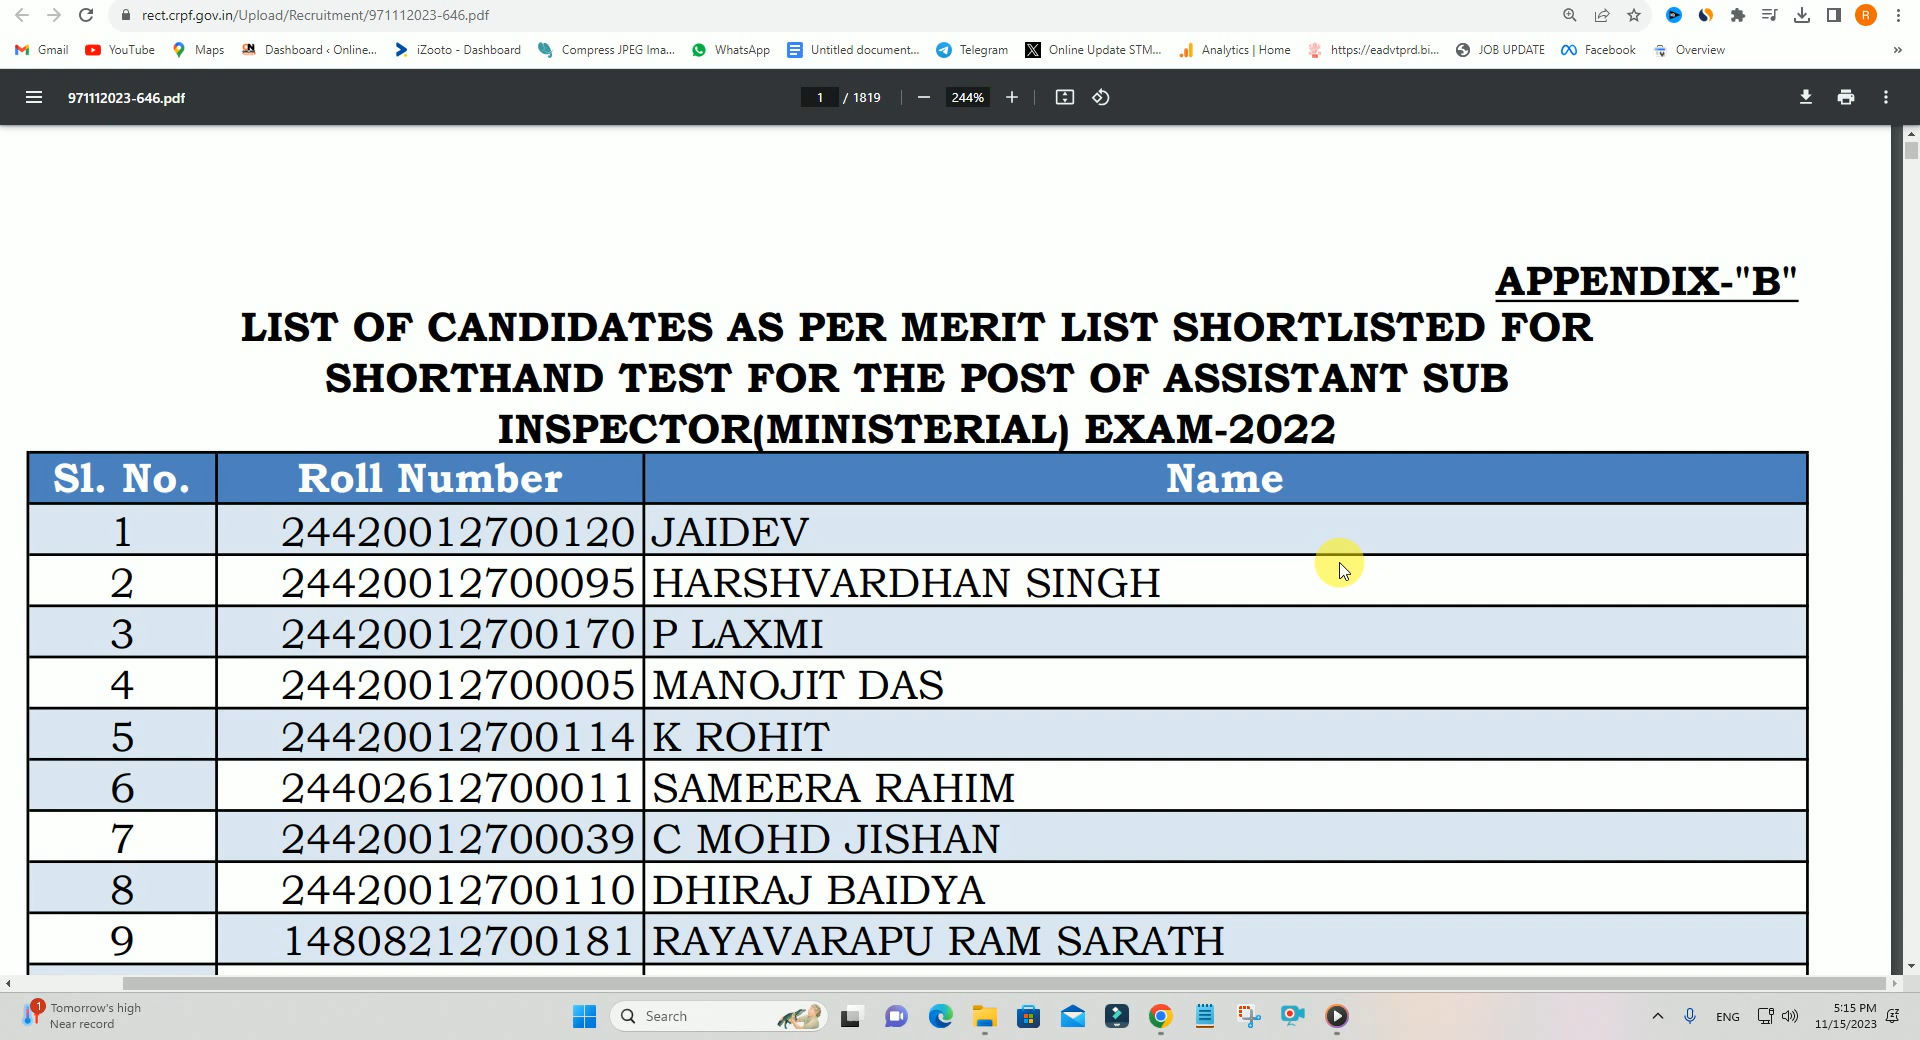 rect.crpf.gov.in/Upload/Recruitment/971112023-646.pdf
R
Gmail YouTube Maps Dashboard ‹ Online... iZooto - Dashboard Compress JPEG Ima... WhatsApp Untitled document... Telegram Online Update STM... Analytics | Home https://eadvtprd.bi... JOB UPDATE Facebook Overview »
971112023-646.pdf 1 / 1819 244%
APPENDIX-"B"
LIST OF CANDIDATES AS PER MERIT LIST SHORTLISTED FOR
SHORTHAND TEST FOR THE POST OF ASSISTANT SUB
INSPECTOR(MINISTERIAL) EXAM-2022
Sl. No. Roll Number Name
1 24420012700120 JAIDEV
2 24420012700095 HARSHVARDHAN SINGH
3 24420012700170 P LAXMI
4 24420012700005 MANOJIT DAS
5 24420012700114 K ROHIT
6 24402612700011 SAMEERA RAHIM
7 24420012700039 C MOHD JISHAN
8 24420012700110 DHIRAJ BAIDYA
9 14808212700181 RAYAVARAPU RAM SARATH
1 Tomorrow's high
Near record
Search
ENG
5:15 PM
11/15/2023